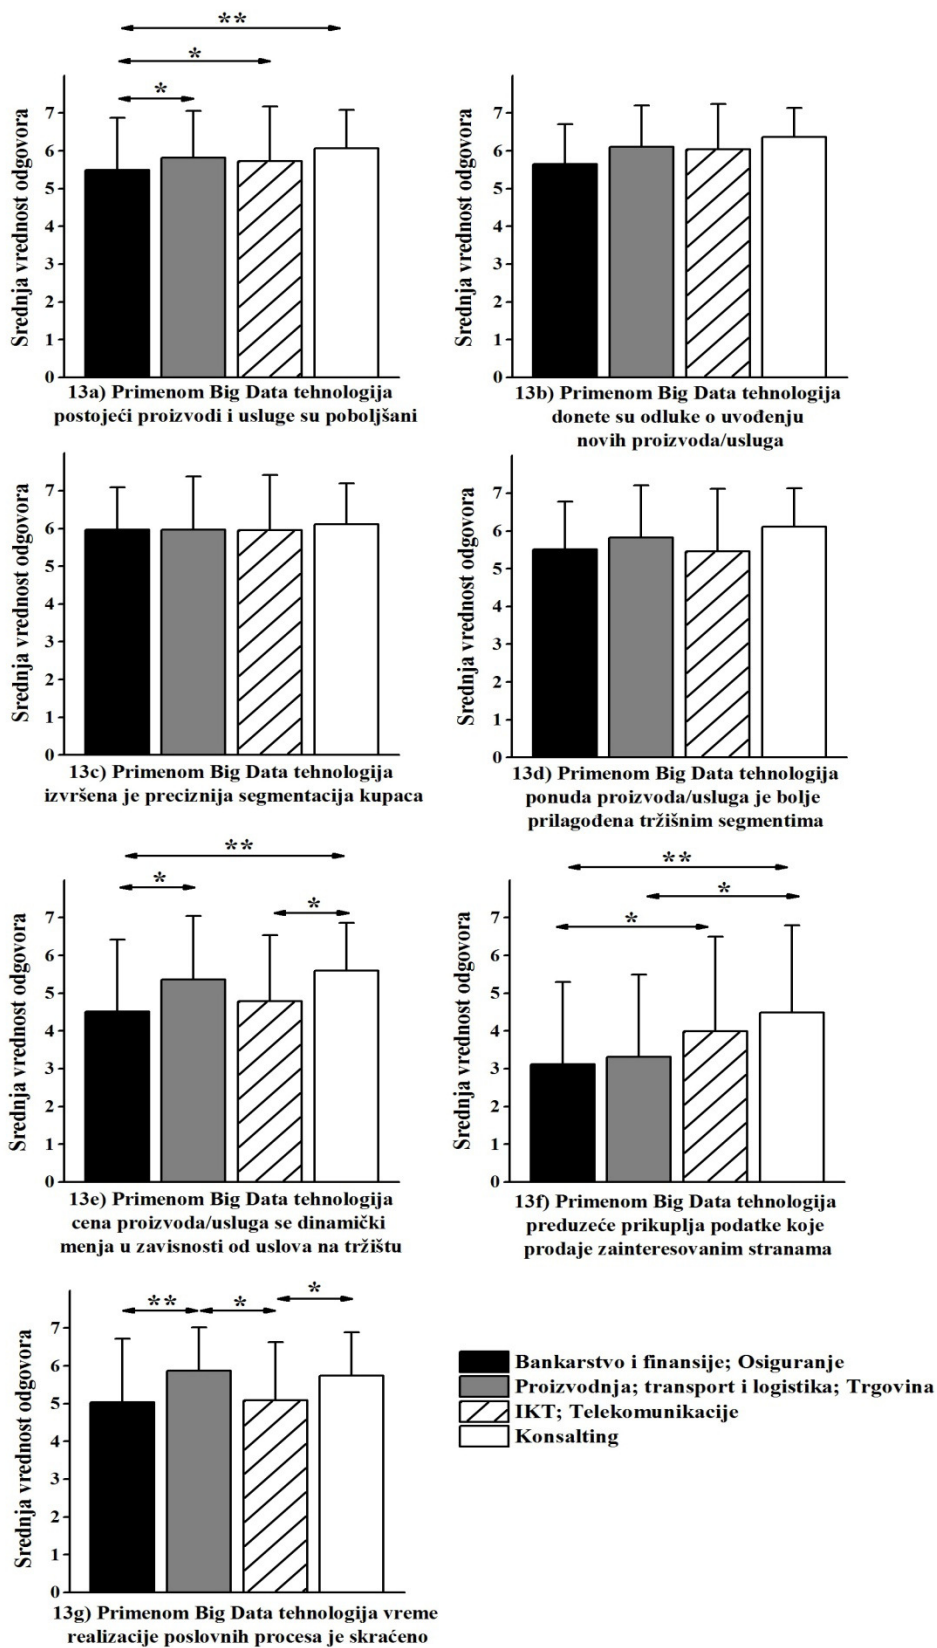 **
*
*
Srednja vrednost odgovora
7
6
5
4
3
2
1
0
13a) Primenom Big Data tehnologija
postojeći proizvodi i usluge su poboljšani
Srednja vrednost odgovora
7
6
5
4
3
2
1
0
13b) Primenom Big Data tehnologija
donete su odluke o uvođenju
novih proizvoda/usluga
Srednja vrednost odgovora
7
6
5
4
3
2
1
0
13c) Primenom Big Data tehnologija
izvršena je preciznija segmentacija kupaca
Srednja vrednost odgovora
7
6
5
4
3
2
1
0
13d) Primenom Big Data tehnologija
ponuda proizvoda/usluga je bolje
prilagođena tržišnim segmentima
**
*
*
Srednja vrednost odgovora
7
6
5
4
3
2
1
0
13e) Primenom Big Data tehnologija
cena proizvoda/usluga se dinamički
menja u zavisnosti od uslova na tržištu
**
*
*
Srednja vrednost odgovora
7
6
5
4
3
2
1
0
13f) Primenom Big Data tehnologija
preduzeće prikuplja podatke koje
prodaje zainteresovanim stranama
** * *
Srednja vrednost odgovora
7
6
5
4
3
2
1
0
13g) Primenom Big Data tehnologija vreme
realizacije poslovnih procesa je skraćeno
Bankarstvo i finansije; Osiguranje
Proizvodnja; transport i logistika; Trgovina
IKT; Telekomunikacije
Konsalting